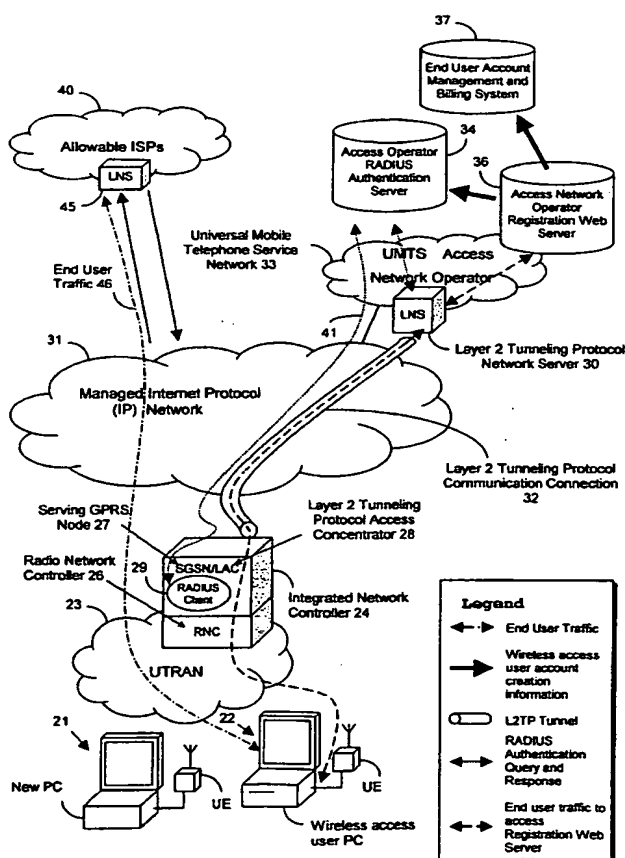 37
End User Account
Management and
Billing System
40
Allowable ISPs
LNS
45
34
Access Operator
RADIUS
Authentication
Server
36
Access Network
Operator
Registration Web
Server
Universal Mobile
Telephone Service
Network 33
UMTS Access
Network Operator
LNS
End User
Traffic 46
41
Layer 2 Tunneling Protocol
Network Server 30
31
Managed Internet Protocol
(IP) Network
Layer 2 Tunneling Protocol
Communication Connection
32
Serving GPRS
Node 27
Layer 2 Tunneling
Protocol Access
Concentrator 28
Radio Network
Controller 26
29
SGSN/LAC
RADIUS
Client
RNC
Integrated Network
Controller 24
23
UTRAN
21
22
New PC
UE
UE
Wireless access
user PC
Legend
End User Traffic
Wireless access
user account
creation
information
L2TP Tunnel
RADIUS
Authentication
Query and
Response
End user traffic to
access
Registration Web
Server